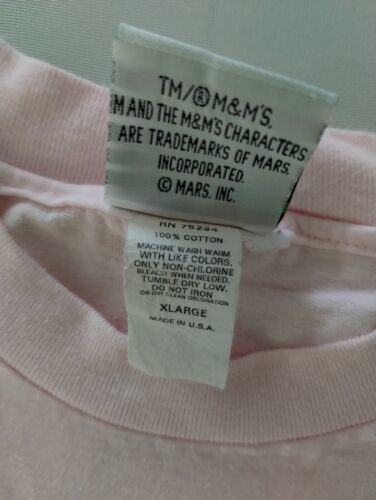 TM/® M&M'S,
M AND THE M&M'S CHARACTERS
ARE TRADEMARKS OF MARS,
INCORPORATED.
© MARS, INC.
RN 75234
100% COTTON
MACHINE WASH WARM
WITH LIKE COLORS.
ONLY NON-CHLORINE
BLEACH WHEN NEEDED.
TUMBLE DRY LOW.
DO NOT IRON
OR DRY CLEAN DECORATION
XLARGE
MADE IN U.S.A.